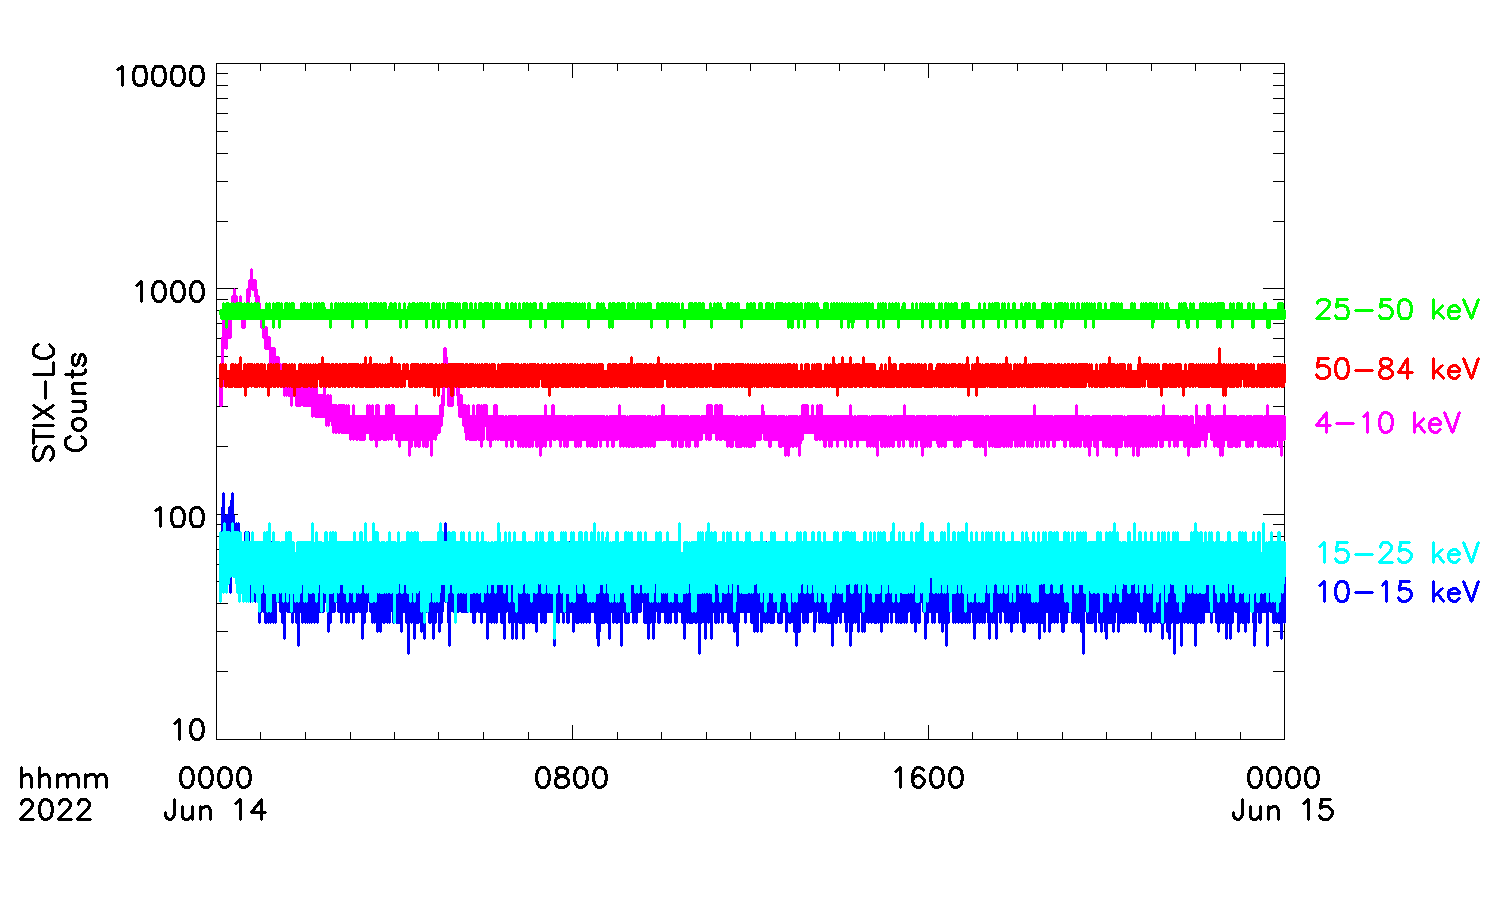 10000
1000
100
10
STIX-LC
Counts
25-50 keV
50-84 keV
4-10 keV
15-25 keV
10-15 keV
hhmm 0000 0800 1600 0000
2022 Jun 14 Jun 15